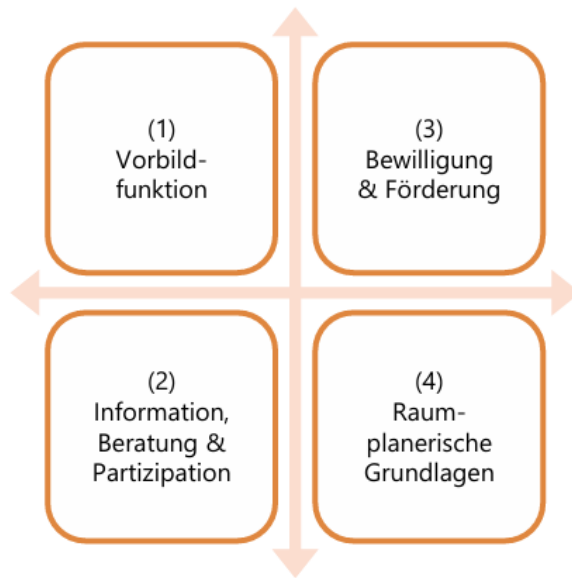 (1)
Vorbild-
funktion
(2)
Information,
Beratung &
Partizipation
(3)
Bewilligung
& Förderung
(4)
Raum-
planerische
Grundlagen